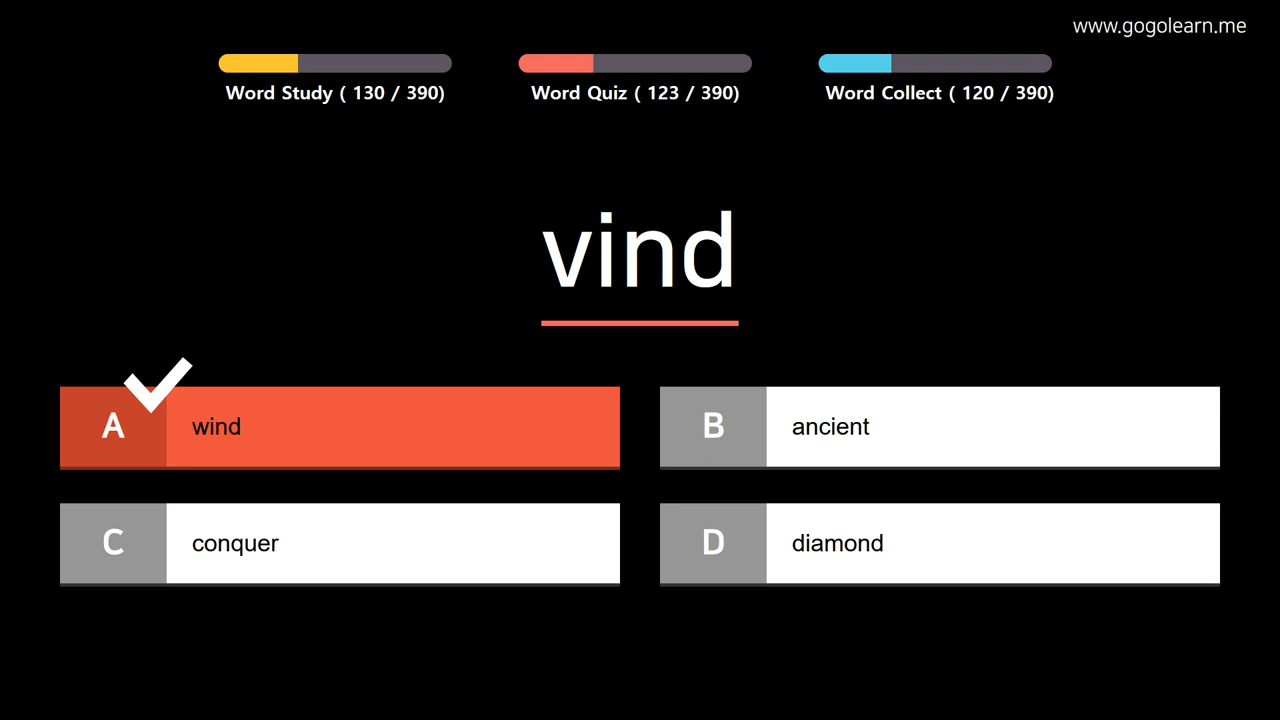 www.gogolearn.me
Word Study ( 130 / 390)
Word Quiz ( 123 / 390)
Word Collect ( 120 / 390)
vind
A wind
B ancient
C conquer
D diamond